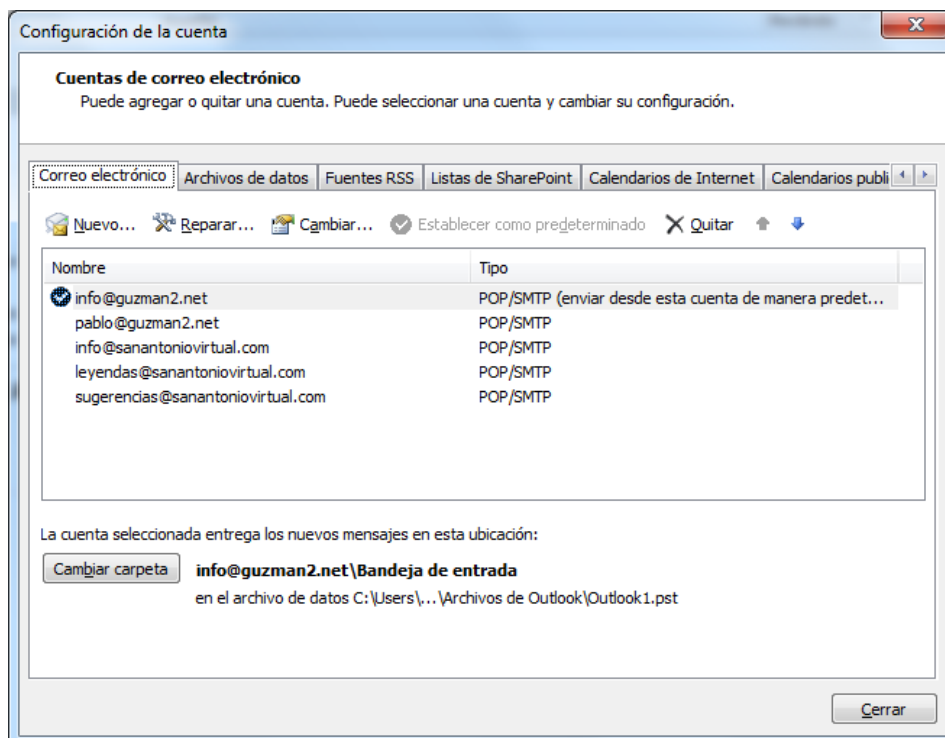 Configuración de la cuenta
Cuentas de correo electrónico
Puede agregar o quitar una cuenta. Puede seleccionar una cuenta y cambiar su configuración.
Correo electrónico Archivos de datos Fuentes RSS Listas de SharePoint Calendarios de Internet Calendarios publi
Nuevo... Reparar... Cambiar... Establecer como predeterminado Quitar
Nombre Tipo
info@guzman2.net POP/SMTP (enviar desde esta cuenta de manera predet...
pablo@guzman2.net POP/SMTP
info@sanantoniovirtual.com POP/SMTP
leyendas@sanantoniovirtual.com POP/SMTP
sugerencias@sanantoniovirtual.com POP/SMTP
La cuenta seleccionada entrega los nuevos mensajes en esta ubicación:
Cambiar carpeta info@guzman2.net\Bandeja de entrada
en el archivo de datos C:\Users\...\Archivos de Outlook\Outlook1.pst
Cerrar